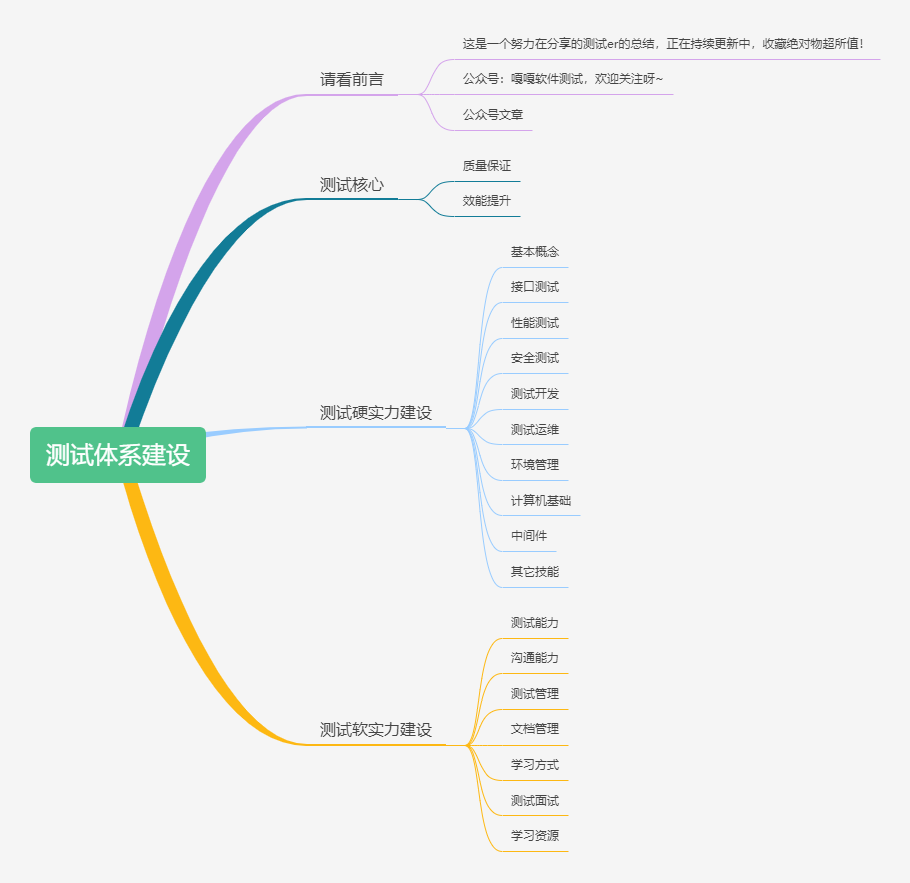 测试体系建设
请看前言
这是一个努力在分享的测试er的总结，正在持续更新中，收藏绝对物超所值！
公众号：嘎嘎软件测试，欢迎关注呀~
公众号文章
测试核心
质量保证
效能提升
测试硬实力建设
基本概念
接口测试
性能测试
安全测试
测试开发
测试运维
环境管理
计算机基础
中间件
其它技能
测试软实力建设
测试能力
沟通能力
测试管理
文档管理
学习方式
测试面试
学习资源